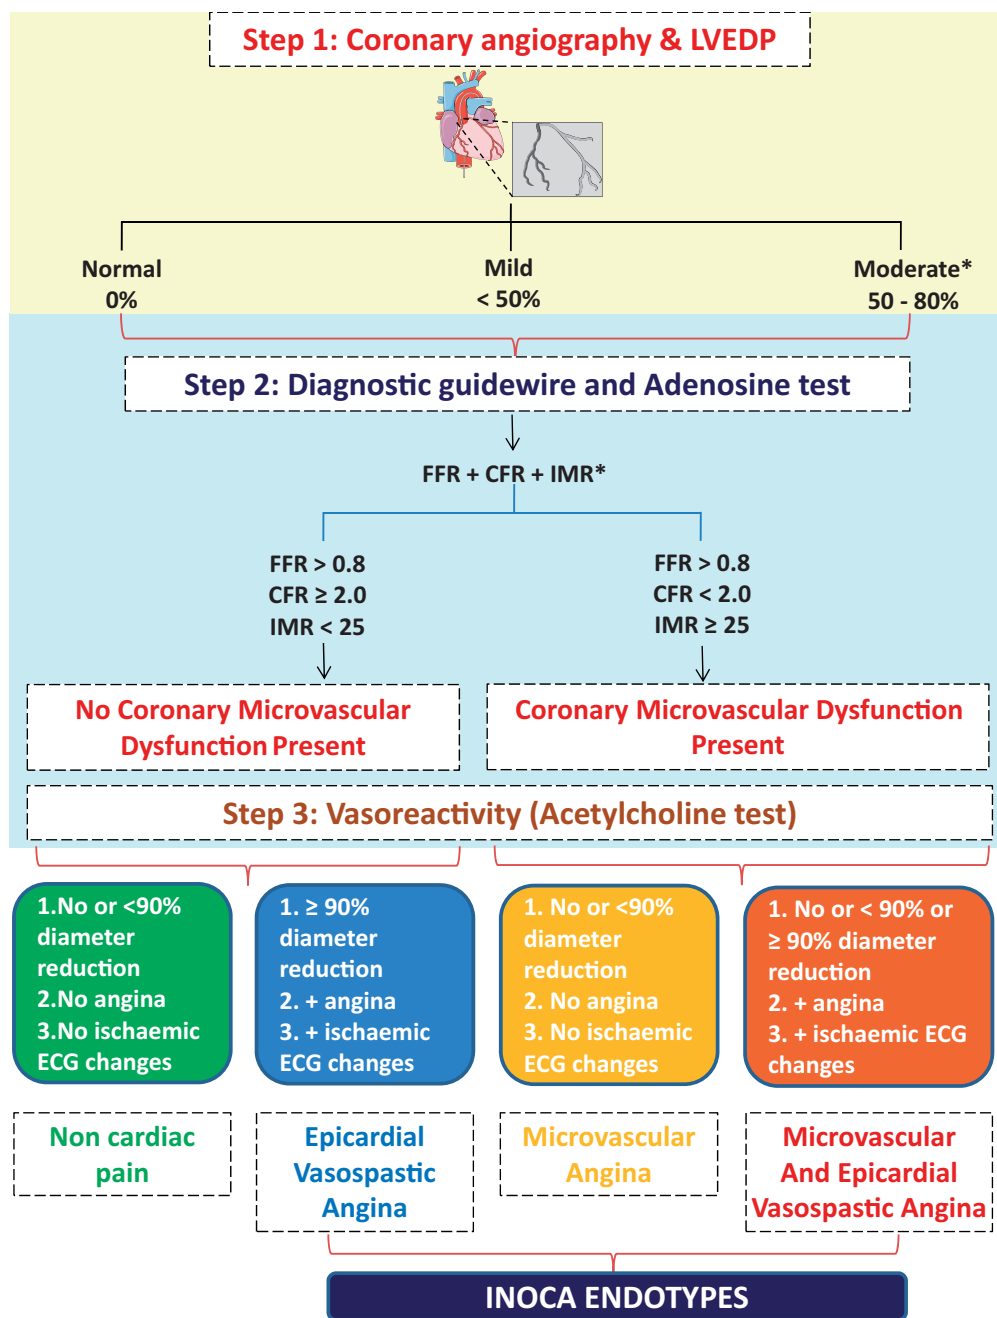 Step 1: Coronary angiography & LVEDP
Normal
0%
Mild
< 50%
Moderate*
50 - 80%
Step 2: Diagnostic guidewire and Adenosine test
FFR + CFR + IMR*
FFR > 0.8
CFR ≥ 2.0
IMR < 25
FFR > 0.8
CFR < 2.0
IMR ≥ 25
No Coronary Microvascular
Dysfunction Present
Coronary Microvascular Dysfunction
Present
Step 3: Vasoreactivity (Acetylcholine test)
1.No or <90%
diameter
reduction
2.No angina
3.No ischaemic
ECG changes
1. ≥ 90%
diameter
reduction
2. + angina
3. + ischaemic
ECG changes
1. No or <90%
diameter
reduction
2. No angina
3. No ischaemic
ECG changes
1. No or < 90% or
≥ 90% diameter
reduction
2. + angina
3. + ischaemic ECG
changes
Non cardiac
pain
Epicardial
Vasospastic
Angina
Microvascular
Angina
Microvascular
And Epicardial
Vasospastic Angina
INOCA ENDOTYPES